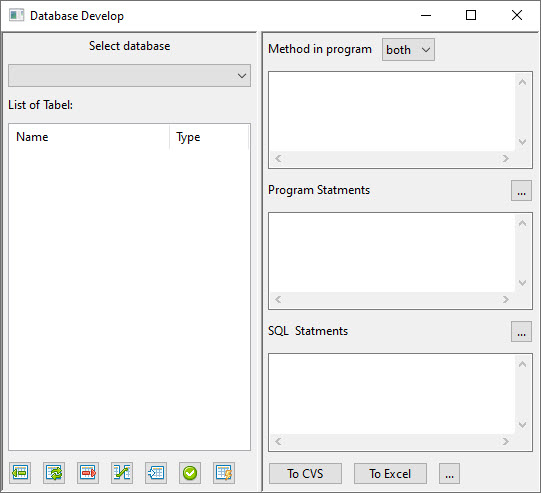 Database Develop
Select database
List of Tabel:
Name Type
Method in program both
Program Statments ...
SQL Statments ...
To CVS To Excel ...